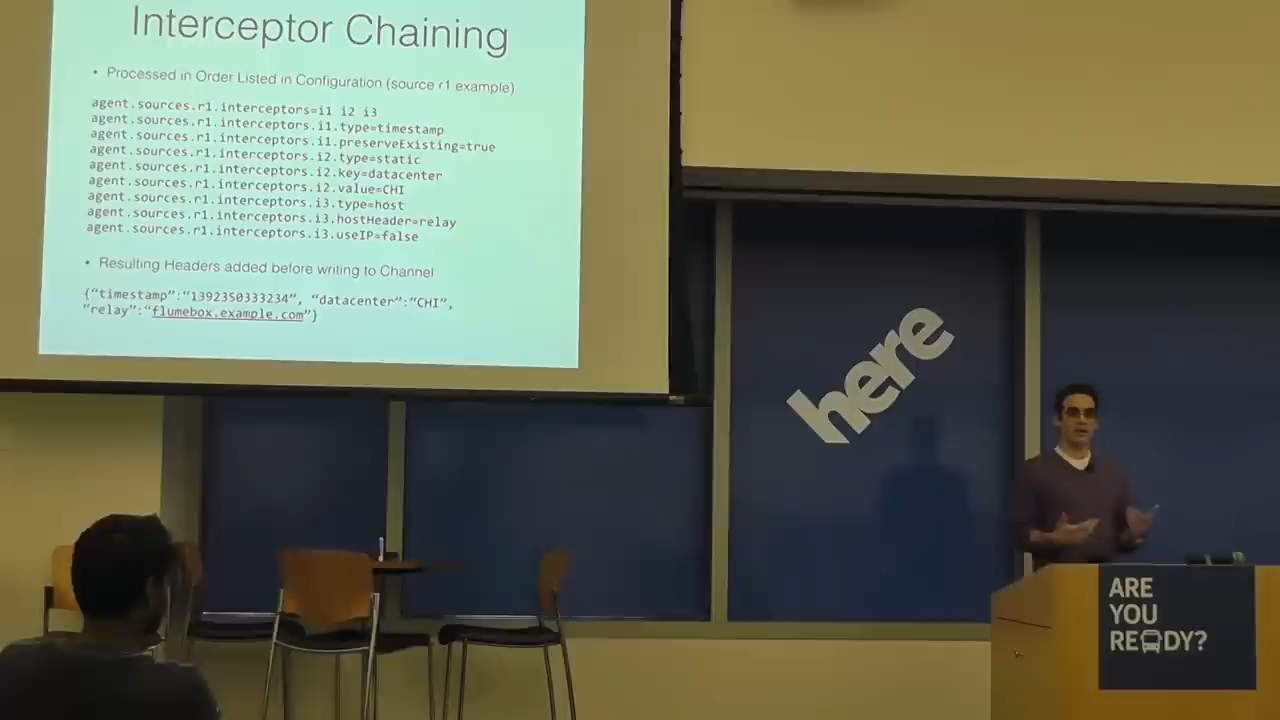 Interceptor Chaining
• Processed in Order Listed in Configuration (source r1 example)
agent.sources.r1.interceptors=i1 i2 i3
agent.sources.r1.interceptors.i1.type=timestamp
agent.sources.r1.interceptors.i1.preserveExisting=true
agent.sources.r1.interceptors.i2.type=static
agent.sources.r1.interceptors.i2.key=datacenter
agent.sources.r1.interceptors.i2.value=CHI
agent.sources.r1.interceptors.i3.type=host
agent.sources.r1.interceptors.i3.hostHeader=relay
agent.sources.r1.interceptors.i3.useIP=false
• Resulting Headers added before writing to Channel
{“timestamp”:“1392350333234”, “datacenter”:“CHI”,
“relay”:“flumebox.example.com”}
here
ARE
YOU
READY?